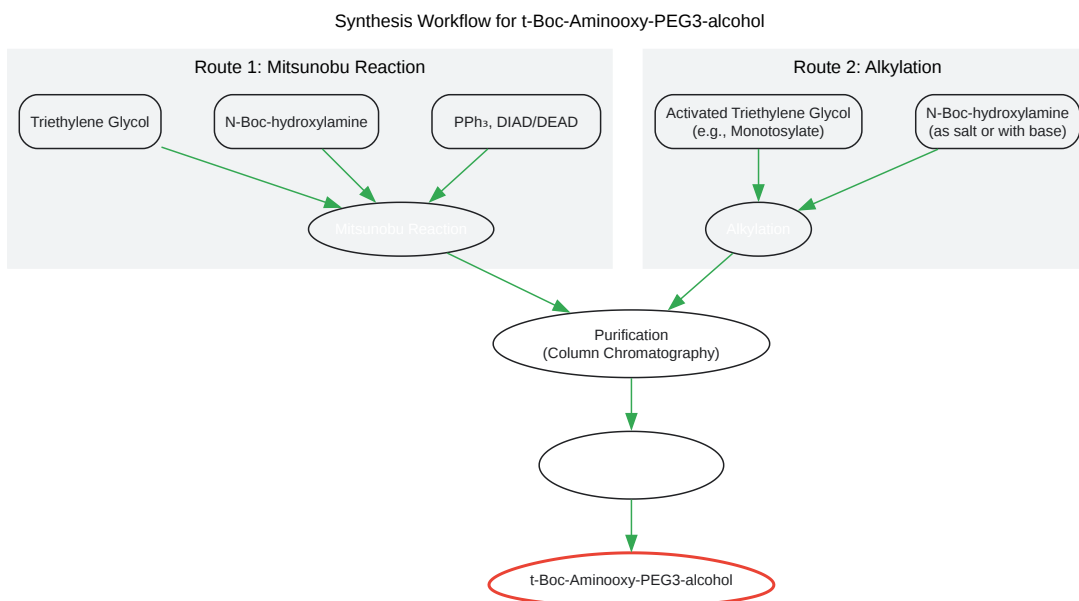 Synthesis Workflow for t-Boc-Aminooxy-PEG3-alcohol
Route 1: Mitsunobu Reaction
Route 2: Alkylation
Triethylene Glycol
N-Boc-hydroxylamine
PPh₃, DIAD/DEAD
Activated Triethylene Glycol
(e.g., Monotosylate)
N-Boc-hydroxylamine
(as salt or with base)
Mitsunobu Reaction
Alkylation
Purification
(Column Chromatography)
t-Boc-Aminooxy-PEG3-alcohol